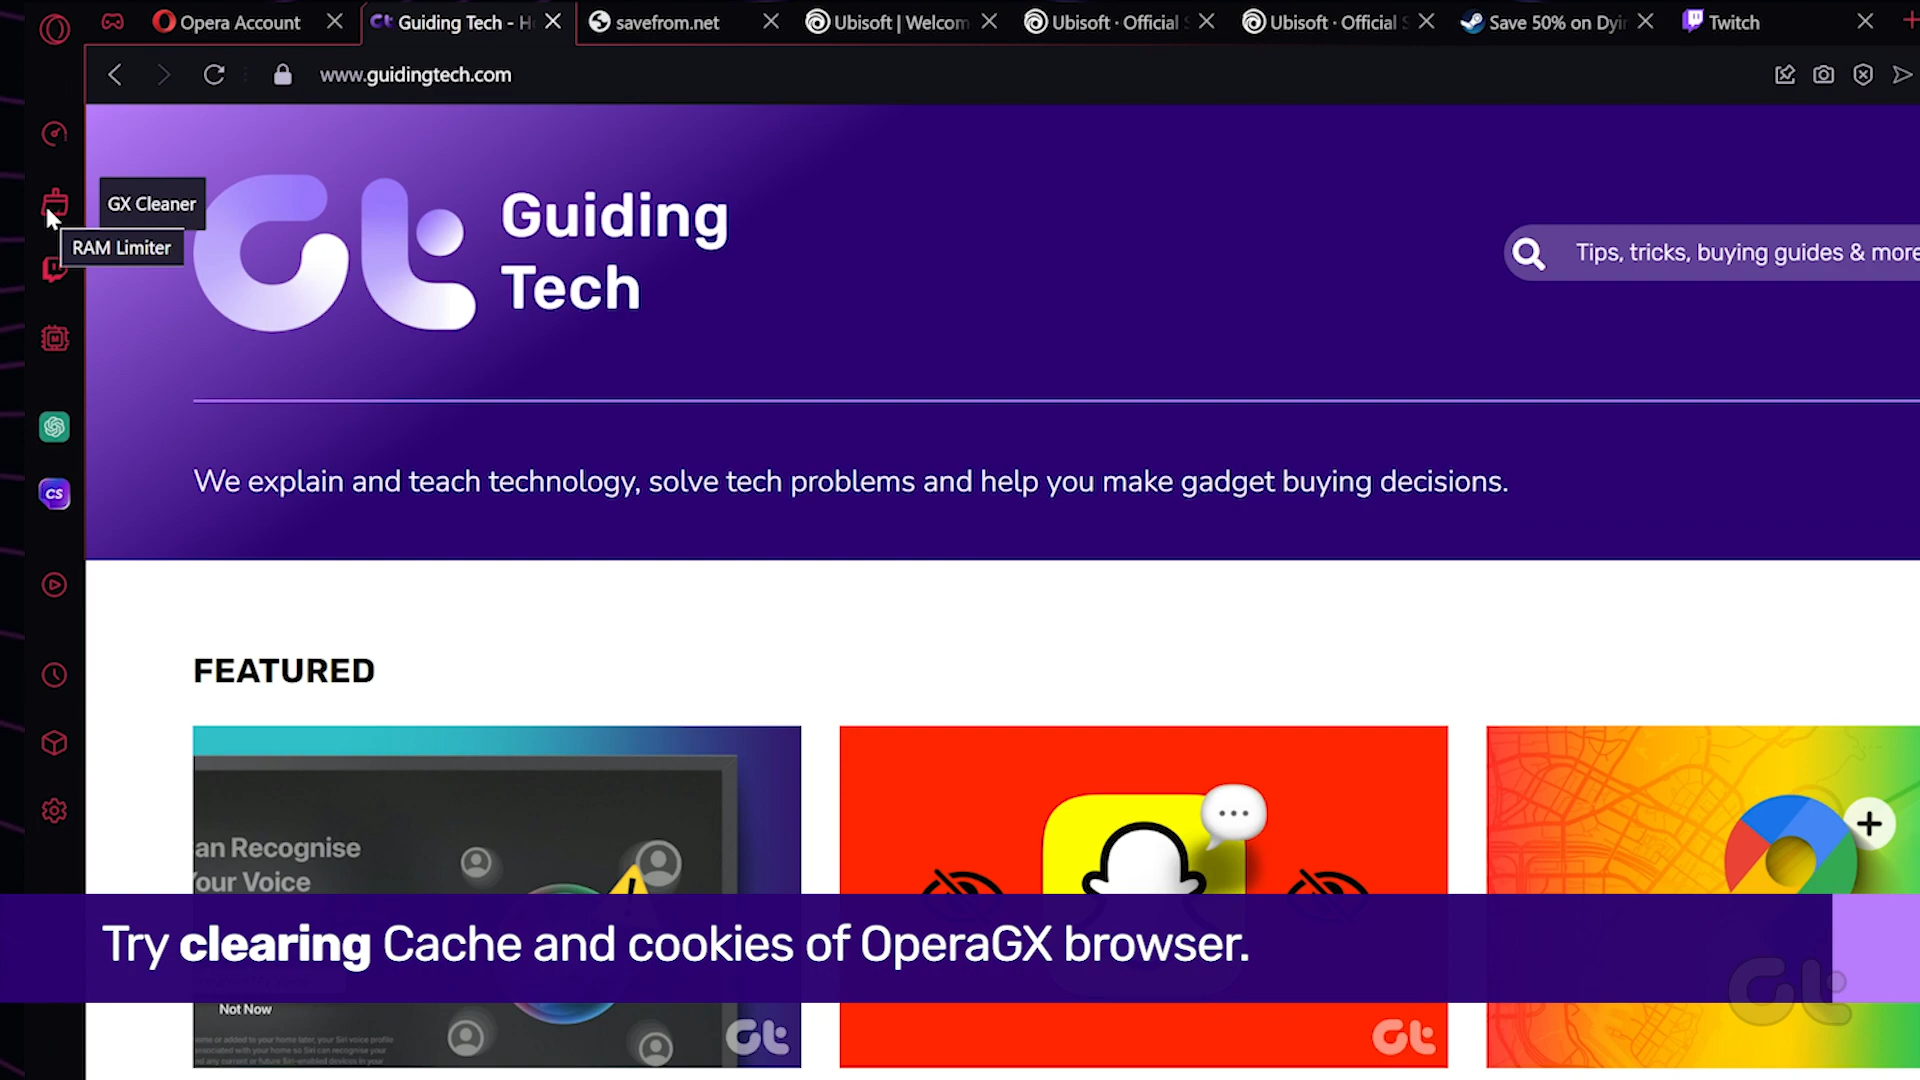 Opera Account
Guiding Tech - H
savefrom.net
Ubisoft | Welcom
Ubisoft · Official S
Ubisoft · Official S
Save 50% on Dyi
Twitch
www.guidingtech.com
GX Cleaner
RAM Limiter
Guiding
Tech
Tips, tricks, buying guides & more
CS
We explain and teach technology, solve tech problems and help you make gadget buying decisions.
FEATURED
an Recognise
Your Voice
Try clearing Cache and cookies of OperaGX browser.
Not Now